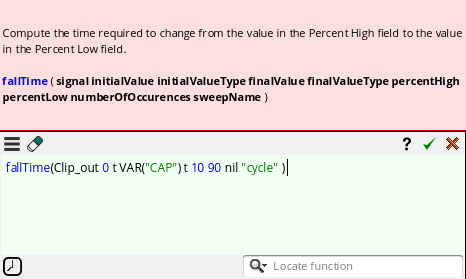 Compute the time required to change from the value in the Percent High field to the value
in the Percent Low field.
fallTime ( signal initialValue initialValueType finalValue finalValueType percentHigh
percentLow numberOfOccurences sweepName )
?
fallTime(Clip_out 0 t VAR("CAP") t 10 90 nil "cycle" )
Locate function